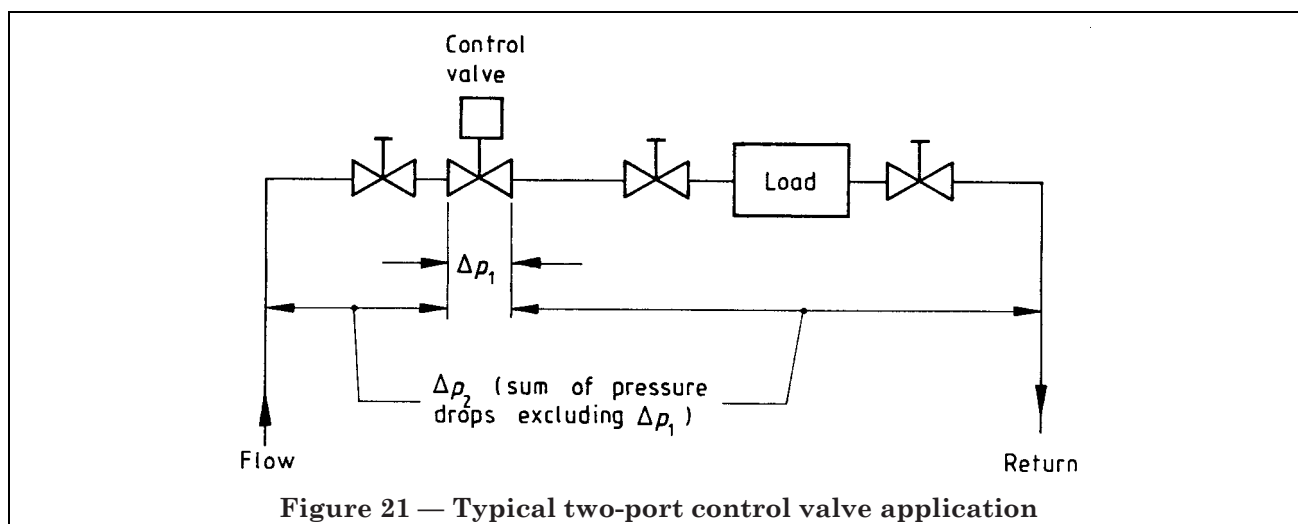 Control
valve
Load
Δp₁
Δp₂ (sum of pressure
drops excluding Δp₁)
Flow
Return
Figure 21 — Typical two-port control valve application